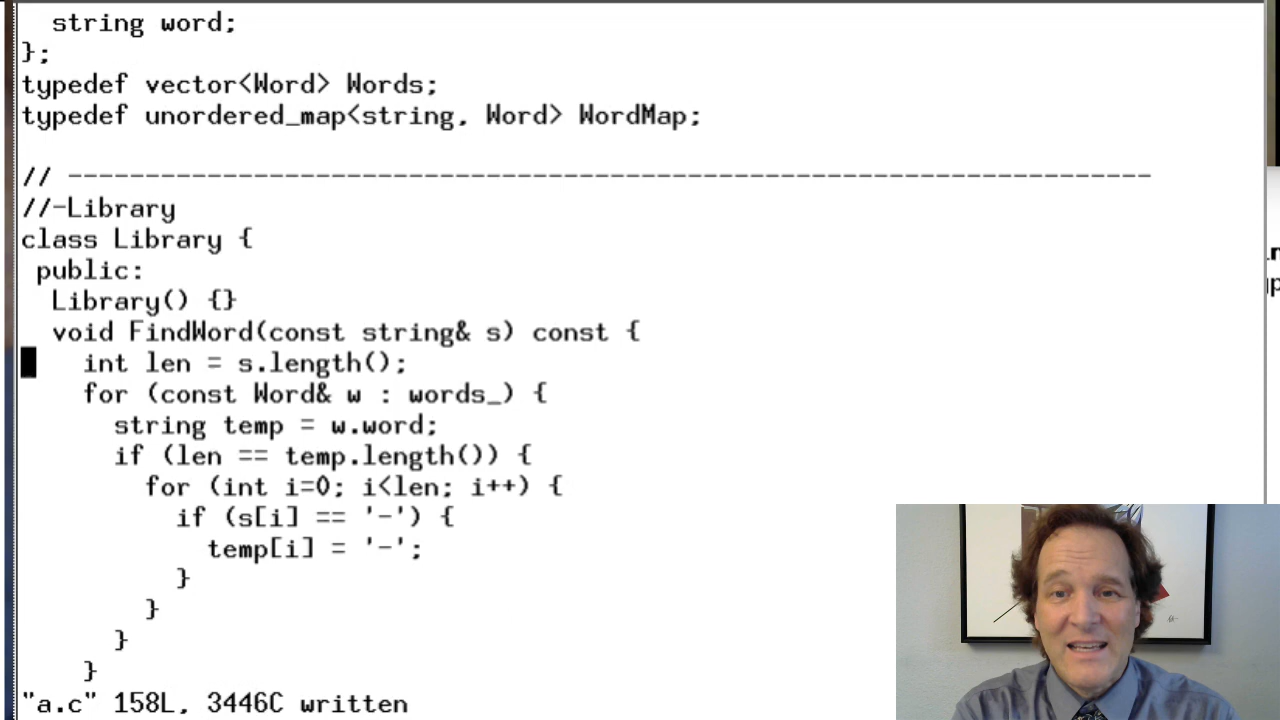 string word;
};
typedef vector<Word> Words;
typedef unordered_map<string, Word> WordMap;
// ----------------------------------------------------------------------
//-Library
class Library {
public:
Library() {}
void FindWord(const string& s) const {
int len = s.length();
for (const Word& w : words_) {
string temp = w.word;
if (len == temp.length()) {
for (int i=0; i<len; i++) {
if (s[i] == '-') {
temp[i] = '-';
}
}
}
}
"a.c" 158L, 3446C written